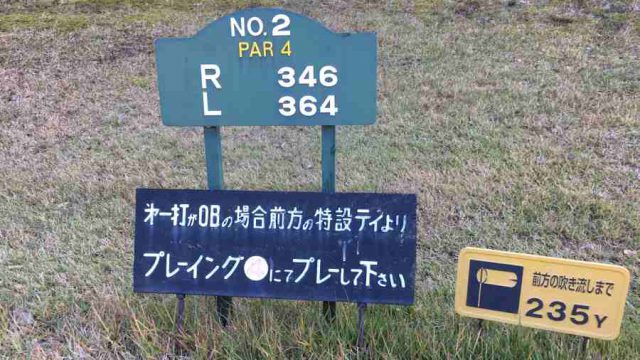 NO.2
PAR 4
R 346
L 364
オ一打がOBの場合前方の特設テイより
プレーイング にてプレーして下さい
前方の吹き流しまで
235Y